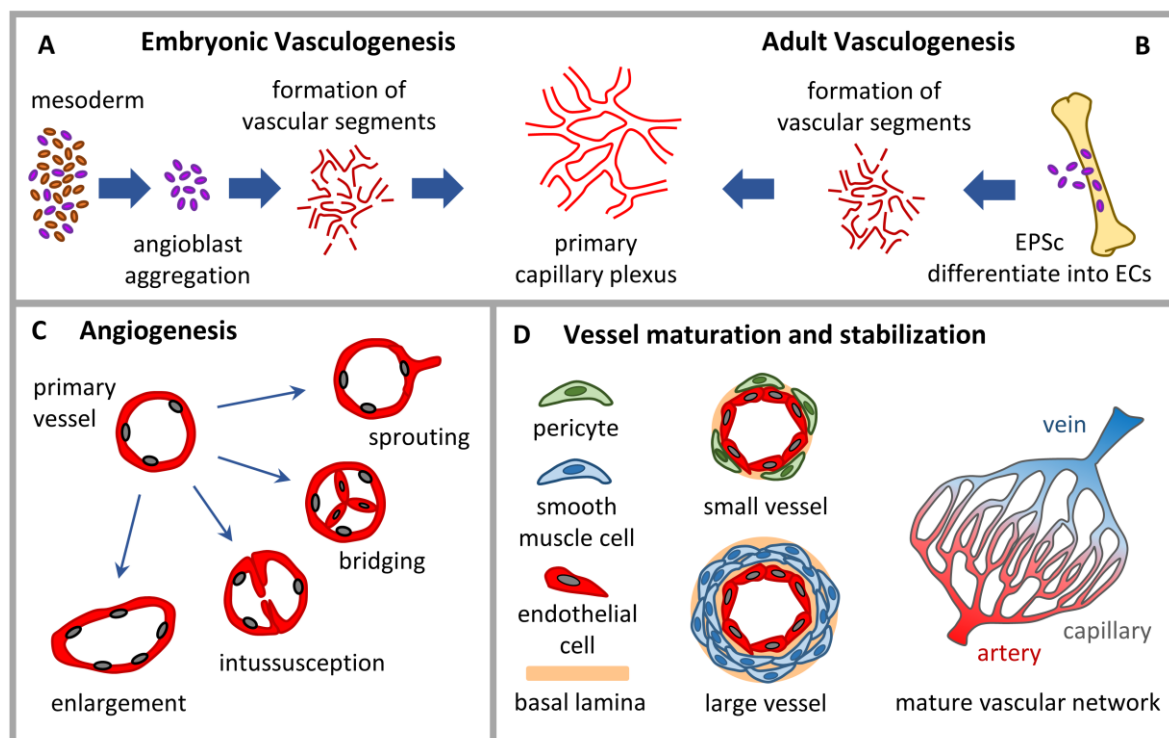 A
Embryonic Vasculogenesis
mesoderm
formation of
vascular segments
angioblast
aggregation
primary
capillary plexus
Adult Vasculogenesis
B
formation of
vascular segments
EPSc
differentiate into ECs
C
Angiogenesis
primary
vessel
sprouting
bridging
intussusception
enlargement
D
Vessel maturation and stabilization
pericyte
smooth
muscle cell
endothelial
cell
basal lamina
small vessel
large vessel
vein
capillary
artery
mature vascular network